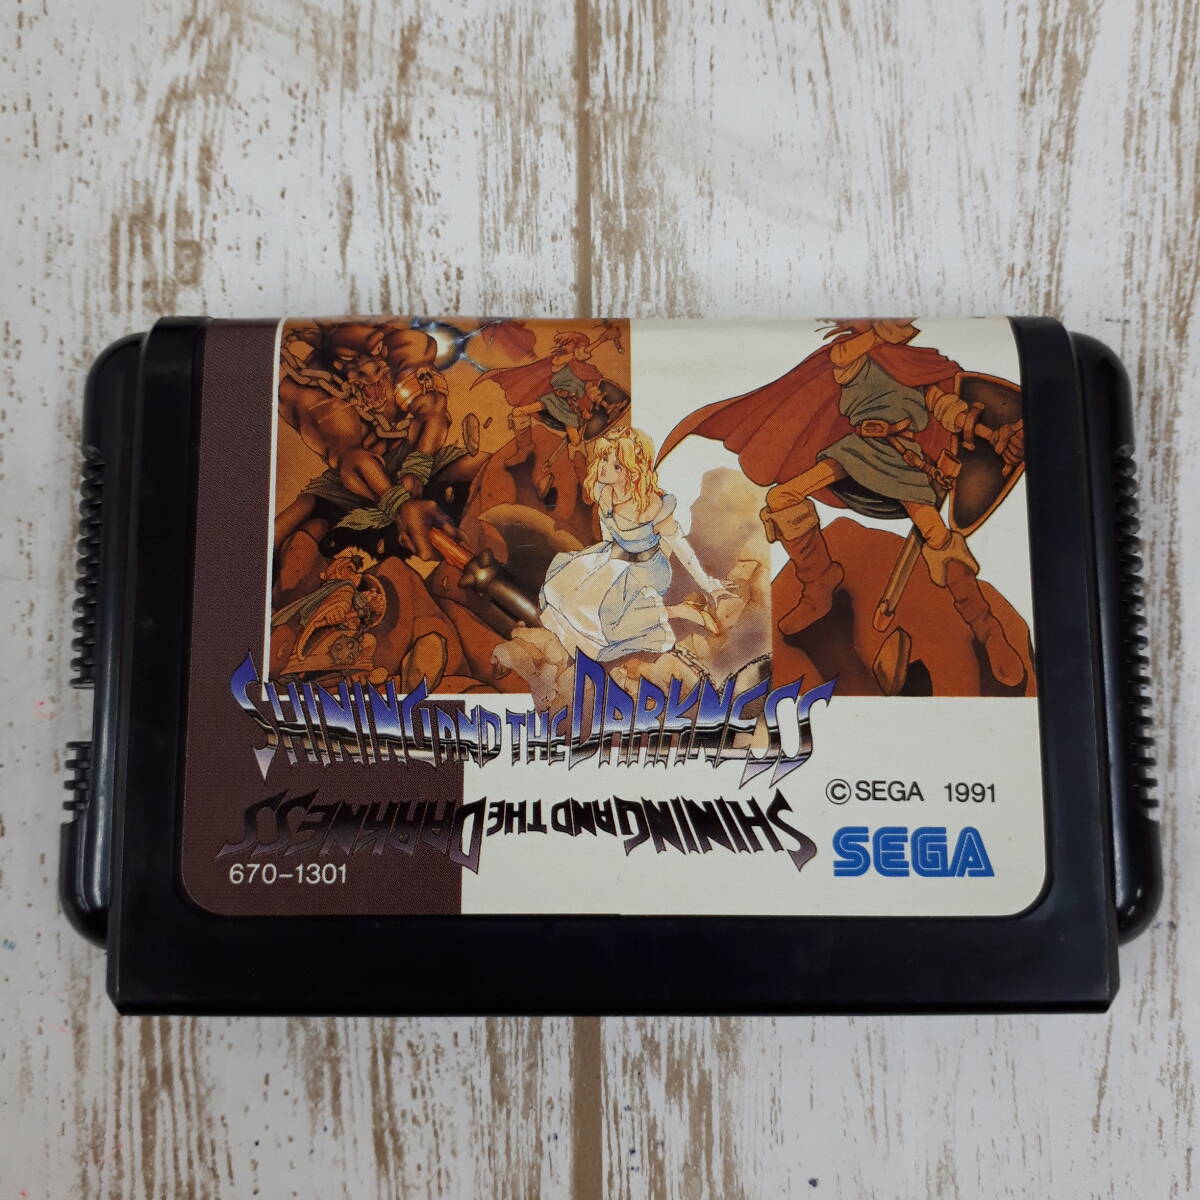 SHINING AND THE DARKNESS
SHINING AND THE DARKNESS
© SEGA 1991
SEGA
670-1301